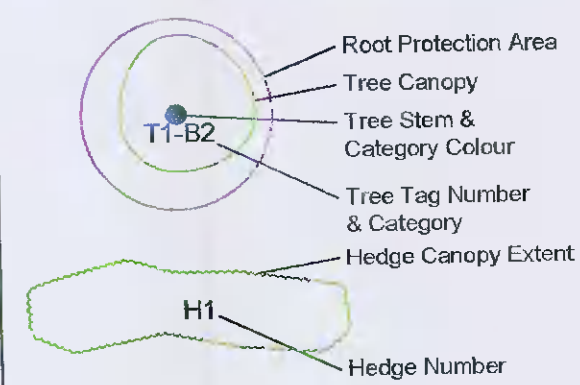 Root Protection Area
Tree Canopy
Tree Stem &
Category Colour
T1-B2
Tree Tag Number
& Category
Hedge Canopy Extent
H1
Hedge Number